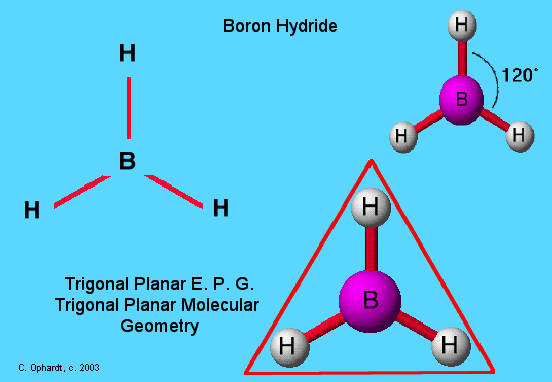 Boron Hydride
H
B
H
H
H
120°
B
H
H
H
B
H
H
Trigonal Planar E. P. G.
Trigonal Planar Molecular
Geometry
C. Ophardt, c. 2003